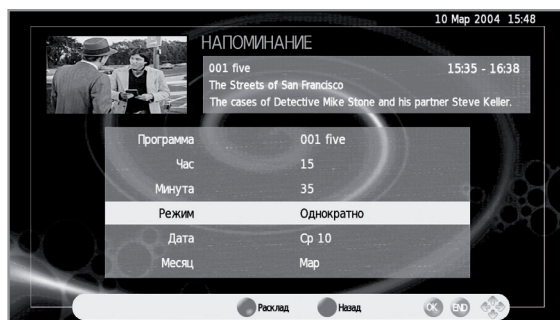 10 Мар 2004 15:48
НАПОМИНАНИЕ
001 five 15:35 - 16:38
The Streets of San Francisco
The cases of Detective Mike Stone and his partner Steve Keller.
Программа 001 five
Час 15
Минута 35
Режим Однократно
Дата Ср 10
Месяц Мар
Расклад Назад OK END